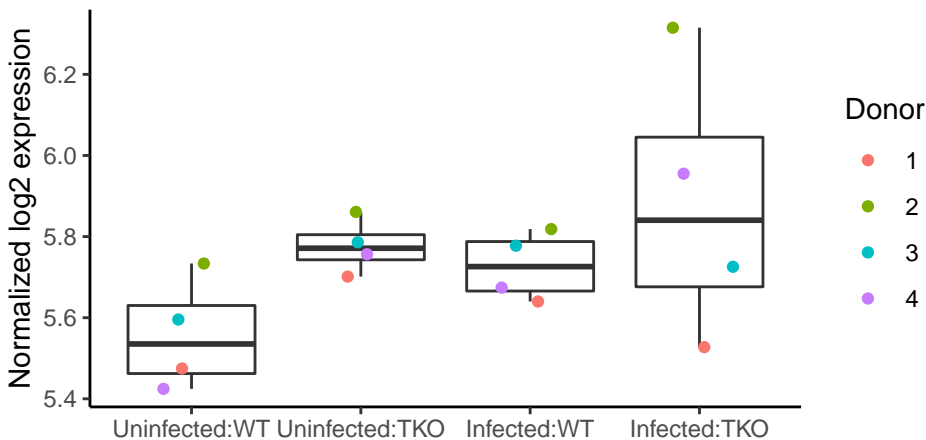 Normalized log2 expression
6.2
6.0
5.8
5.6
5.4
Uninfected:WT
Uninfected:TKO
Infected:WT
Infected:TKO
Donor
1
2
3
4